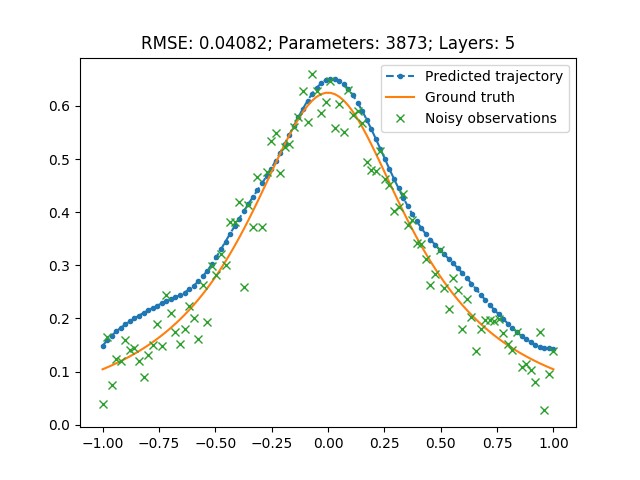 RMSE: 0.04082; Parameters: 3873; Layers: 5
Predicted trajectory
Ground truth
Noisy observations
0.6
0.5
0.4
0.3
0.2
0.1
0.0
−1.00 −0.75 −0.50 −0.25 0.00 0.25 0.50 0.75 1.00